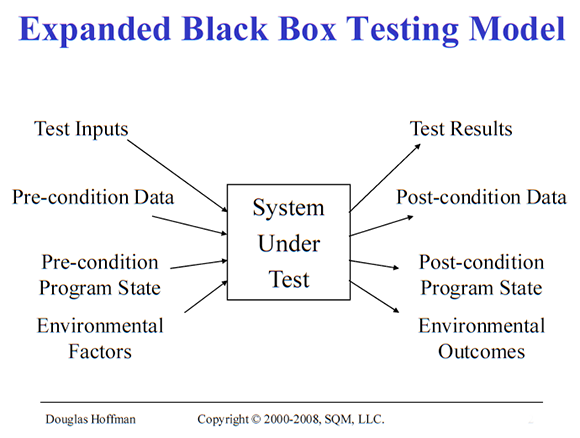 Expanded Black Box Testing Model
Test Inputs
Test Results
Pre-condition Data
Post-condition Data
System
Under
Test
Pre-condition
Program State
Post-condition
Program State
Environmental
Factors
Environmental
Outcomes
Douglas Hoffman
Copyright © 2000-2008, SQM, LLC.